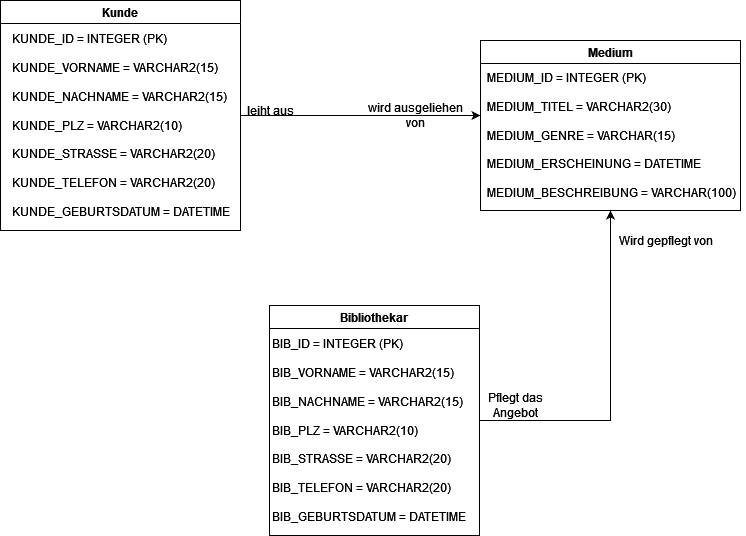 Kunde
KUNDE_ID = INTEGER (PK)
KUNDE_VORNAME = VARCHAR2(15)
KUNDE_NACHNAME = VARCHAR2(15)
KUNDE_PLZ = VARCHAR2(10)
KUNDE_STRASSE = VARCHAR2(20)
KUNDE_TELEFON = VARCHAR2(20)
KUNDE_GEBURTSDATUM = DATETIME
leiht aus
wird ausgeliehen
von
Medium
MEDIUM_ID = INTEGER (PK)
MEDIUM_TITEL = VARCHAR2(30)
MEDIUM_GENRE = VARCHAR(15)
MEDIUM_ERSCHEINUNG = DATETIME
MEDIUM_BESCHREIBUNG = VARCHAR(100)
Wird gepflegt von
Bibliothekar
BIB_ID = INTEGER (PK)
BIB_VORNAME = VARCHAR2(15)
BIB_NACHNAME = VARCHAR2(15)
BIB_PLZ = VARCHAR2(10)
BIB_STRASSE = VARCHAR2(20)
BIB_TELEFON = VARCHAR2(20)
BIB_GEBURTSDATUM = DATETIME
Pflegt das
Angebot